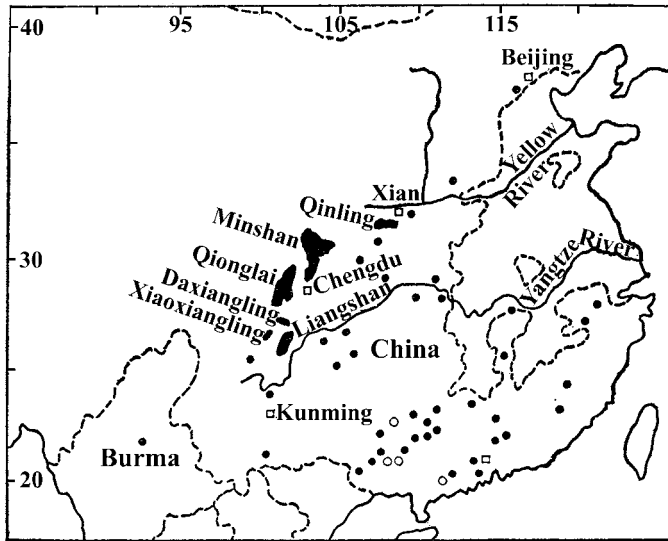 40
95
105
115
Beijing
Yellow
River
Xian
Qinling
Minshan
30
Qionglai
Chengdu
Daxiangling
Xiaoxiangling
Liangshan
Yangtze River
China
Kunming
Burma
20